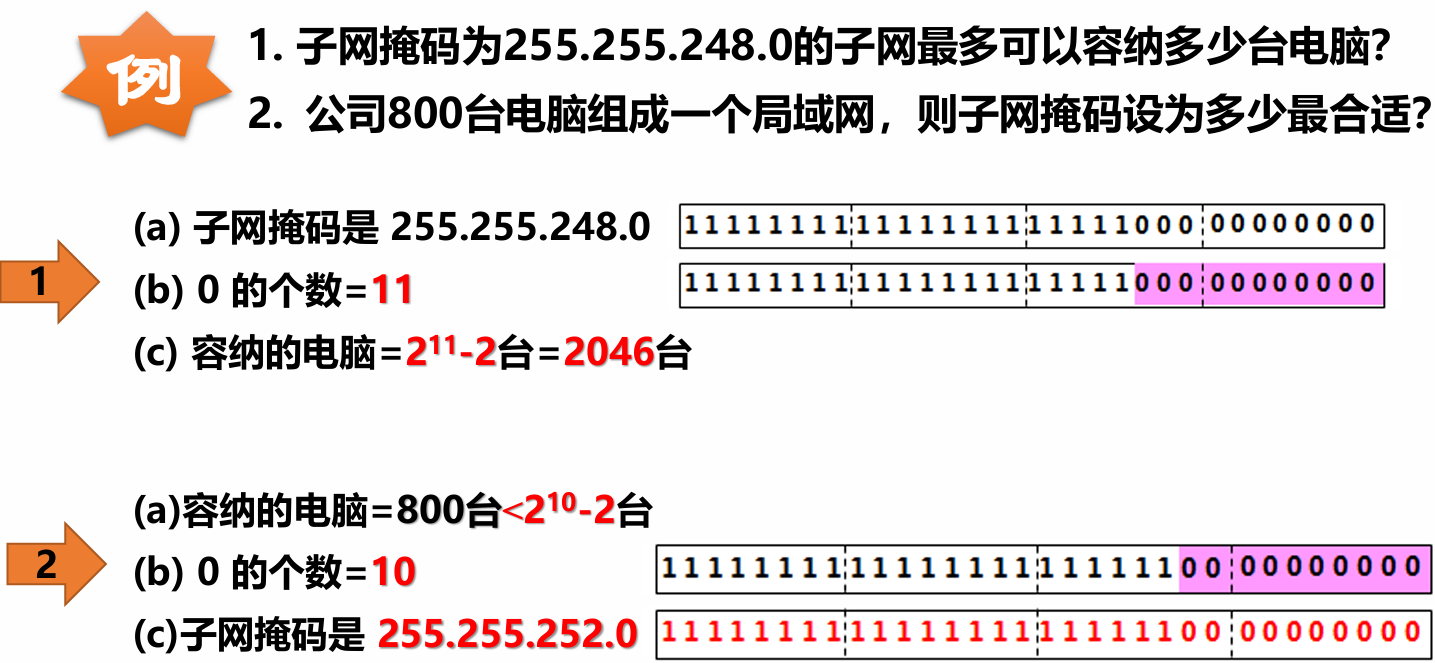 例
1. 子网掩码为255.255.248.0的子网最多可以容纳多少台电脑?
2. 公司800台电脑组成一个局域网，则子网掩码设为多少最合适?
1
(a) 子网掩码是 255.255.248.0
11111111 11111111 11111000 00000000
(b) 0 的个数=11
11111111 11111111 11111000 00000000
(c) 容纳的电脑=2¹¹-2台=2046台
2
(a)容纳的电脑=800台<2¹⁰-2台
(b) 0 的个数=10
11111111 11111111 11111100 00000000
(c)子网掩码是 255.255.252.0
11111111 11111111 11111100 00000000